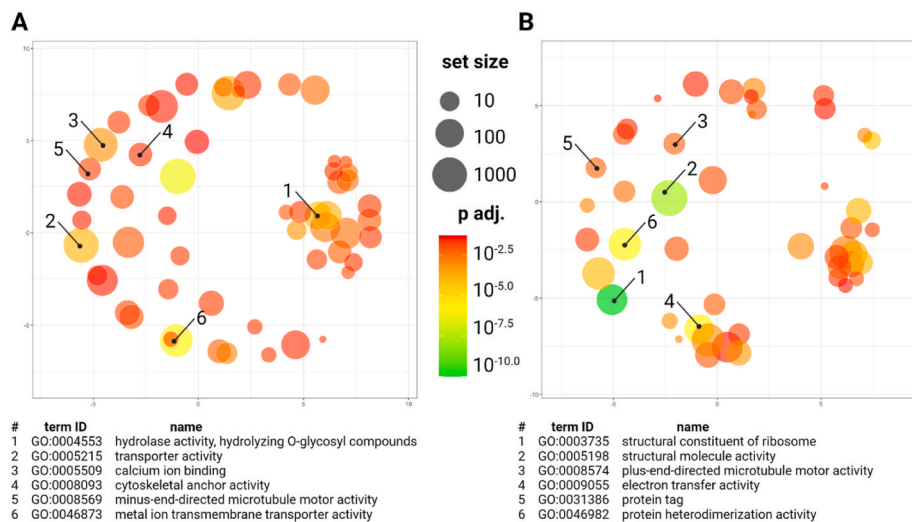 A
B
10
5
0
-5
-5
0
5
10
3
4
5
2
1
6
set size
10
100
1000
p adj.
10-2.5
10-5.0
10-7.5
10-10.0
5
0
-5
-10
-5
0
5
3
5
2
6
1
4
# term ID name
1 GO:0004553 hydrolase activity, hydrolyzing O-glycosyl compounds
2 GO:0005215 transporter activity
3 GO:0005509 calcium ion binding
4 GO:0008093 cytoskeletal anchor activity
5 GO:0008569 minus-end-directed microtubule motor activity
6 GO:0046873 metal ion transmembrane transporter activity
# term ID name
1 GO:0003735 structural constituent of ribosome
2 GO:0005198 structural molecule activity
3 GO:0008574 plus-end-directed microtubule motor activity
4 GO:0009055 electron transfer activity
5 GO:0031386 protein tag
6 GO:0046982 protein heterodimerization activity